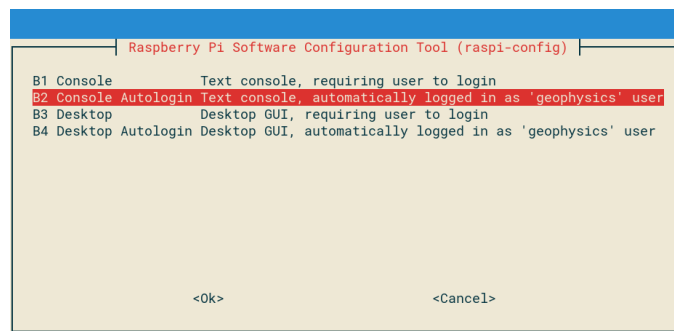 Raspberry Pi Software Configuration Tool (raspi-config)
B1 Console Text console, requiring user to login
B2 Console Autologin Text console, automatically logged in as 'geophysics' user
B3 Desktop Desktop GUI, requiring user to login
B4 Desktop Autologin Desktop GUI, automatically logged in as 'geophysics' user
<Ok> <Cancel>